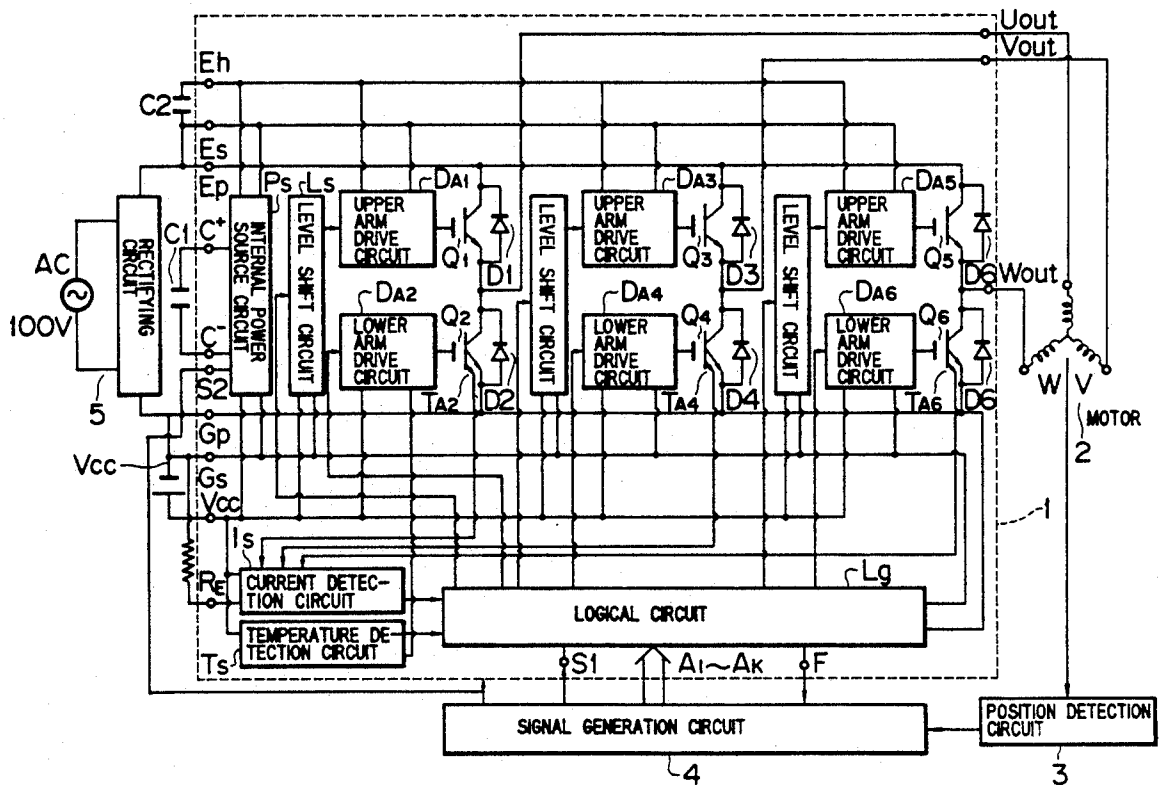 Uout
Vout
Eh
C2
Es
Ep
Ps
Ls
DA1
DA3
DA5
C+
C1
AC
100V
RECTIFYING CIRCUIT
INTERNAL POWER SOURCE CIRCUIT
LEVEL SHIFT CIRCUIT
UPPER ARM DRIVE CIRCUIT
Q1
D1
LEVEL SHIFT CIRCUIT
UPPER ARM DRIVE CIRCUIT
Q3
D3
LEVEL SHIFT CIRCUIT
UPPER ARM DRIVE CIRCUIT
Q5
D6
Wout
DA2
DA4
DA6
LOWER ARM DRIVE CIRCUIT
Q2
TA2
D2
LOWER ARM DRIVE CIRCUIT
Q4
TA4
D4
LOWER ARM DRIVE CIRCUIT
Q6
TA6
D6
C-
S2
5
Gp
Vcc
Gs
Vcc
W
V
MOTOR
2
1
Is
RE
CURRENT DETEC-
TION CIRCUIT
Lg
LOGICAL CIRCUIT
TEMPERATURE DE
TECTION CIRCUIT
Ts
S1
A1~AK
F
SIGNAL GENERATION CIRCUIT
4
POSITION DETECTION
CIRCUIT
3